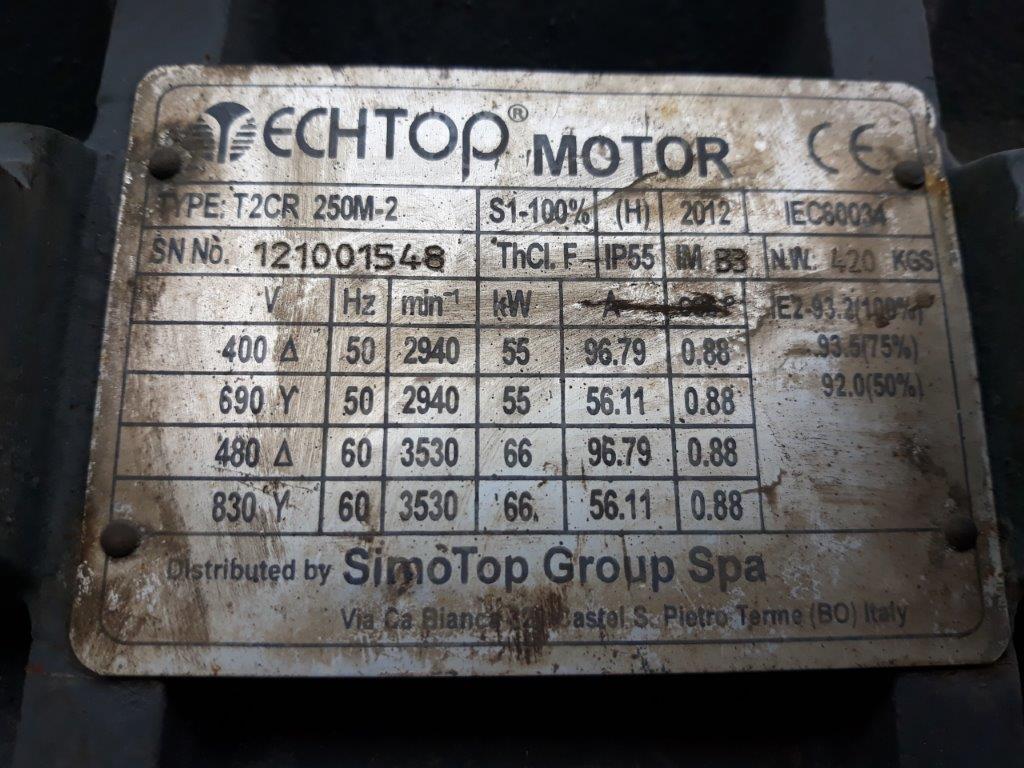 TECHTOP® MOTOR CE
TYPE: T2CR 250M-2 S1-100% (H) 2012 IEC60034
SN Nò. 121001548 ThCl. F IP55 IM B3 N.W. 420 KGS
V Hz min⁻¹ kW A IE2-93.2(100%)
400 Δ 50 2940 55 96.79 0.88 93.5(75%)
690 Y 50 2940 55 56.11 0.88 92.0(50%)
480 Δ 60 3530 66 96.79 0.88
830 Y 60 3530 66. 56.11 0.88
Distributed by SimoTop Group Spa
Via Ca Bianca Castel S. Pietro Terme (BO) Italy